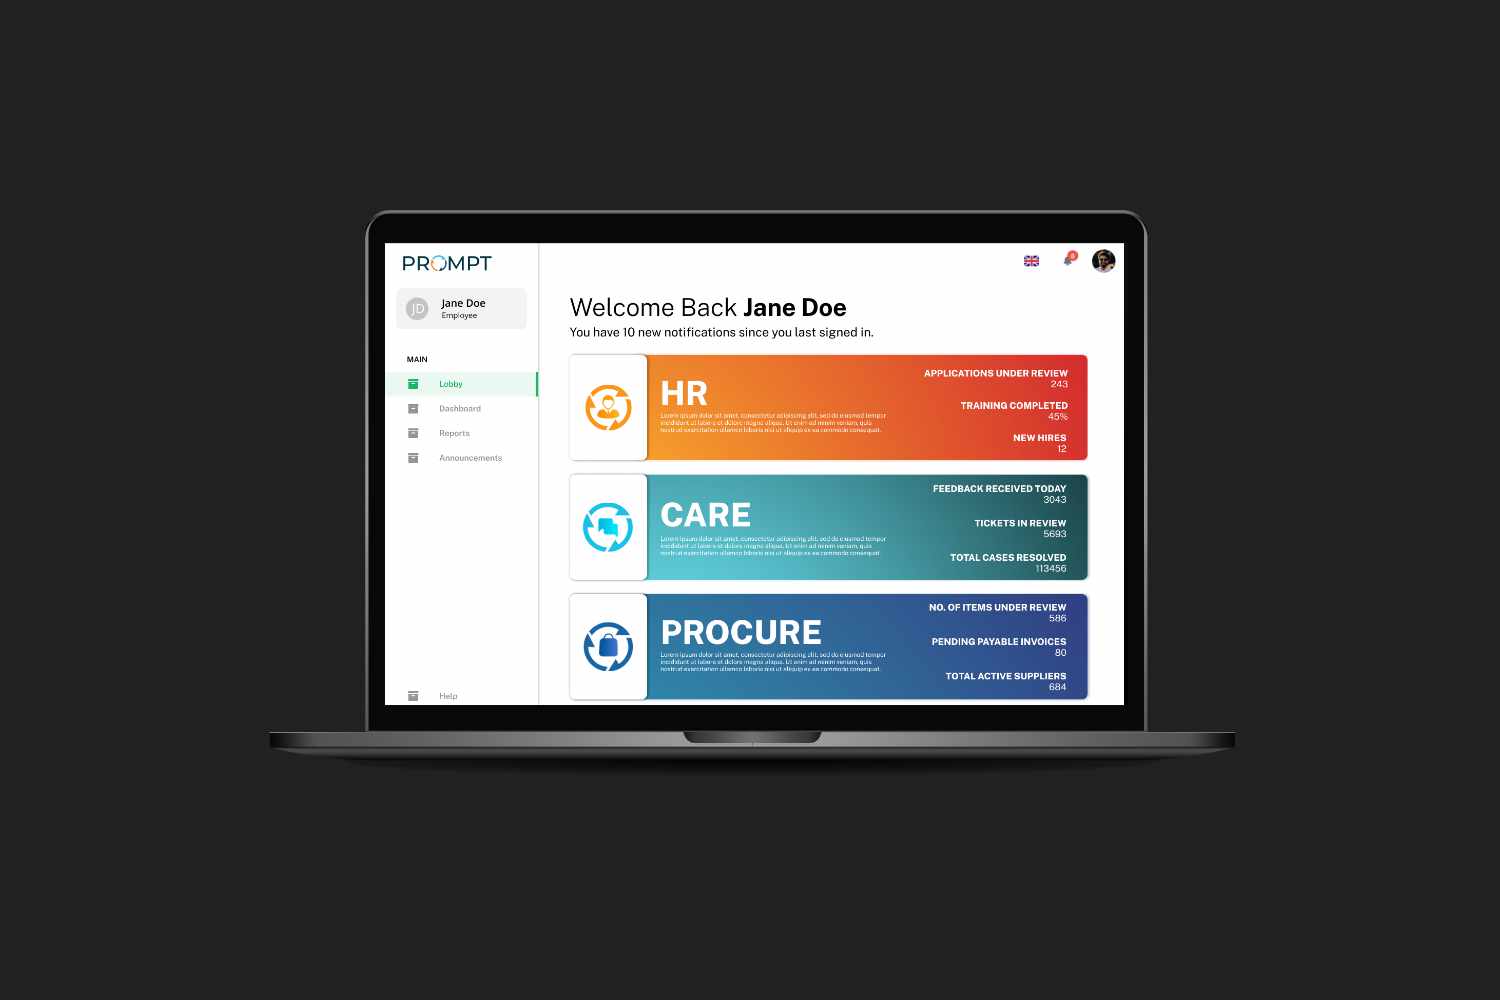 PROMPT
JD
Jane Doe
Employee
MAIN
Lobby
Dashboard
Reports
Announcements
Help
Welcome Back Jane Doe
You have 10 new notifications since you last signed in.
HR
Lorem ipsum dolor sit amet, consectetur adipiscing elit, sed do eiusmod tempor
incididunt ut labore et dolore magna aliqua. Ut enim ad minim veniam, quis
nostrud exercitation ullamco laboris nisi ut aliquip ex ea commodo consequat.
APPLICATIONS UNDER REVIEW
243
TRAINING COMPLETED
45%
NEW HIRES
12
CARE
Lorem ipsum dolor sit amet, consectetur adipiscing elit, sed do eiusmod tempor
incididunt ut labore et dolore magna aliqua. Ut enim ad minim veniam, quis
nostrud exercitation ullamco laboris nisi ut aliquip ex ea commodo consequat.
FEEDBACK RECEIVED TODAY
3043
TICKETS IN REVIEW
5693
TOTAL CASES RESOLVED
113456
PROCURE
Lorem ipsum dolor sit amet, consectetur adipiscing elit, sed do eiusmod tempor
incididunt ut labore et dolore magna aliqua. Ut enim ad minim veniam, quis
nostrud exercitation ullamco laboris nisi ut aliquip ex ea commodo consequat.
NO. OF ITEMS UNDER REVIEW
586
PENDING PAYABLE INVOICES
80
TOTAL ACTIVE SUPPLIERS
684